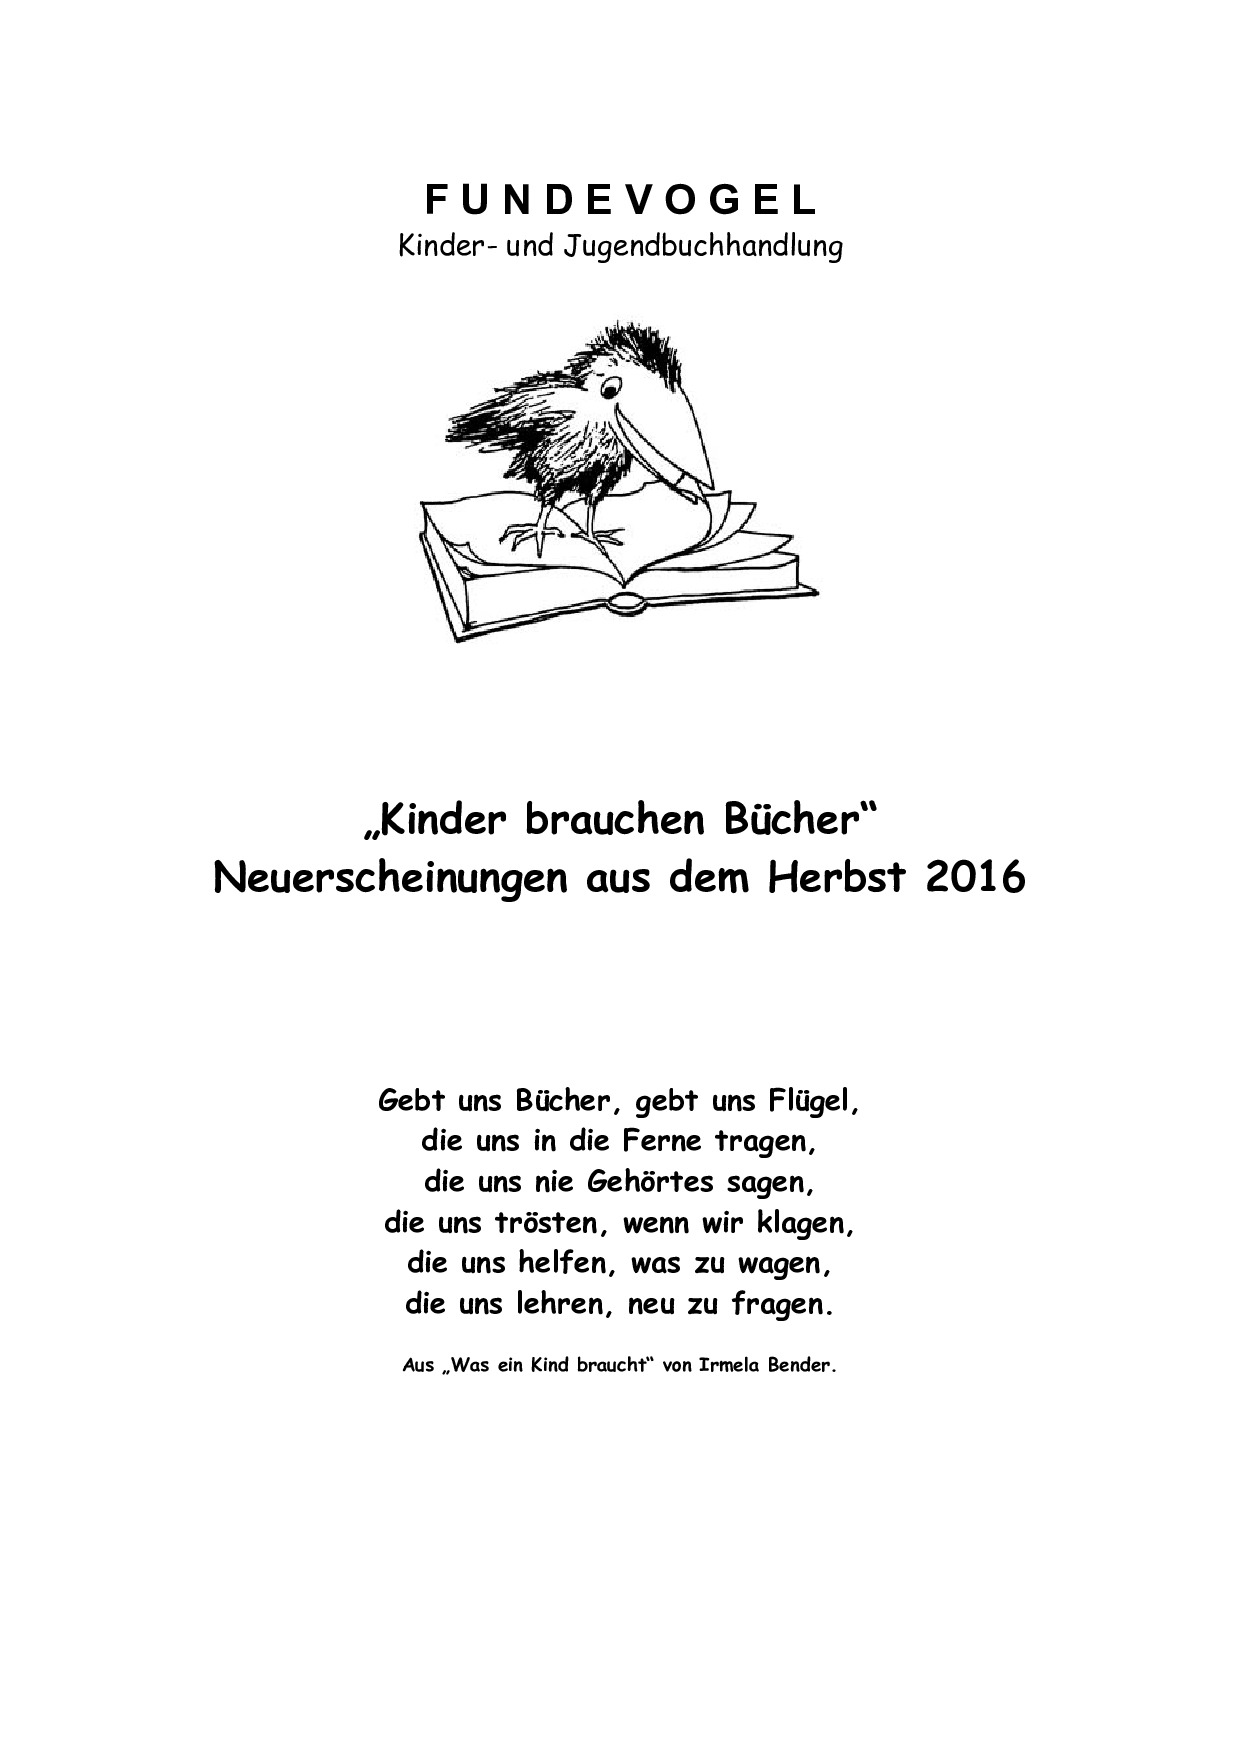 FUNDEVOGEL
Kinder- und Jugendbuchhandlung
„Kinder brauchen Bücher“
Neuerscheinungen aus dem Herbst 2016
Gebt uns Bücher, gebt uns Flügel,
die uns in die Ferne tragen,
die uns nie Gehörtes sagen,
die uns trösten, wenn wir klagen,
die uns helfen, was zu wagen,
die uns lehren, neu zu fragen.
Aus „Was ein Kind braucht“ von Irmela Bender.